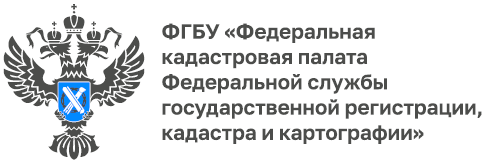 ФГБУ «Федеральная
кадастровая палата
Федеральной службы
государственной регистрации,
кадастра и картографии»